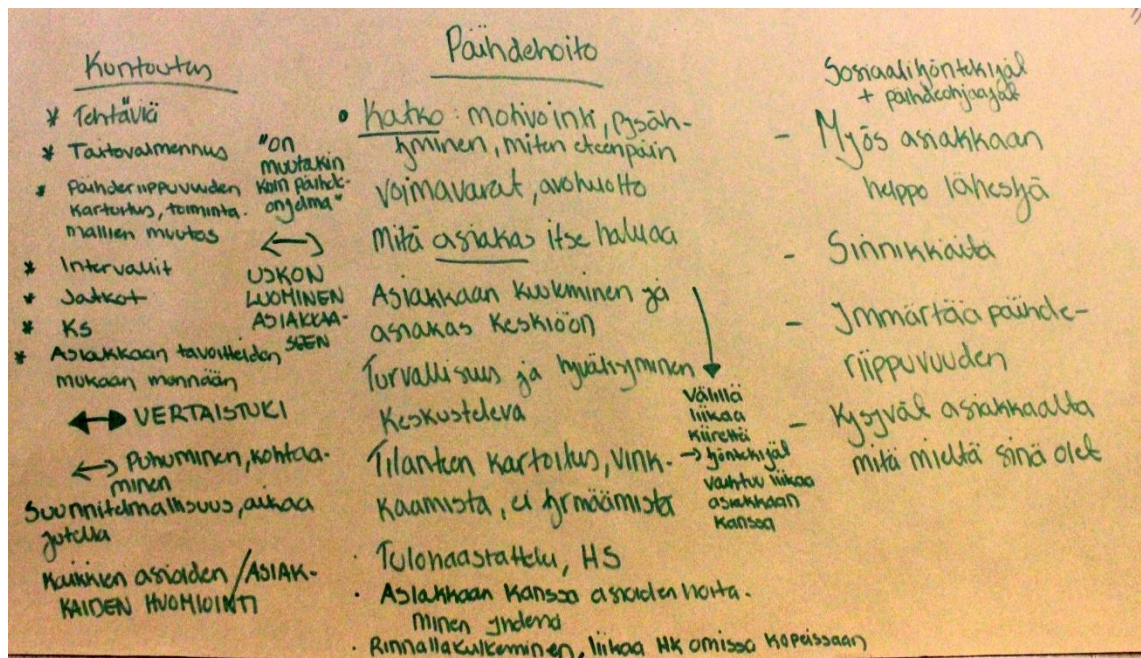 Kuntoutus
* Tehtäviä
* Taitovalmennus
* Päihderiippuvuuden
kartoitus, toiminta-
mallien muutos
* Intervallit
* Jatkot
* KS
* Asiakkaan tavoitteiden
mukaan mennään
↔ VERTAISTUKI
↔ Puhuminen, kohtaa-
minen
Suunnitelmallisuus, aikaa
jutella
Kaikkien asioiden / ASIAK-
KAIDEN HUOMIOINTI
"on
muutakin
kuin päihde-
ongelma"
↔
USKON
LUOMINEN
ASIAKKAA-
SEEN
Päihdehoito
• Katko: motivointi, pysäh-
tyminen, miten eteenpäin
voimavarat, avohuolto
Mitä asiakas itse haluaa
Asiakkaan kuuleminen ja
asiakas keskiöön
Turvallisuus ja hyväksyminen
Keskusteleva
Tilanteen kartoitus, vink-
kaamista, ei tyrmäämistä
· Tulohaastattelu, HS
· Asiakkaan kanssa asioiden hoita-
minen yhdessä
· Rinnallakulkeminen, liikaa HK omissa kopeissaan
Välillä
liikaa
kiirettä
→ työntekijät
vaihtuu liikaa
asiakkaan
kanssa
Sosiaalityöntekijät
+ päihdeohjaajat
- Myös asiakkaan
helppo lähestyä
- Sinnikkäitä
- Ymmärtää päihde-
riippuvuuden
- Kysyvät asiakkaalta
mitä mieltä sinä olet